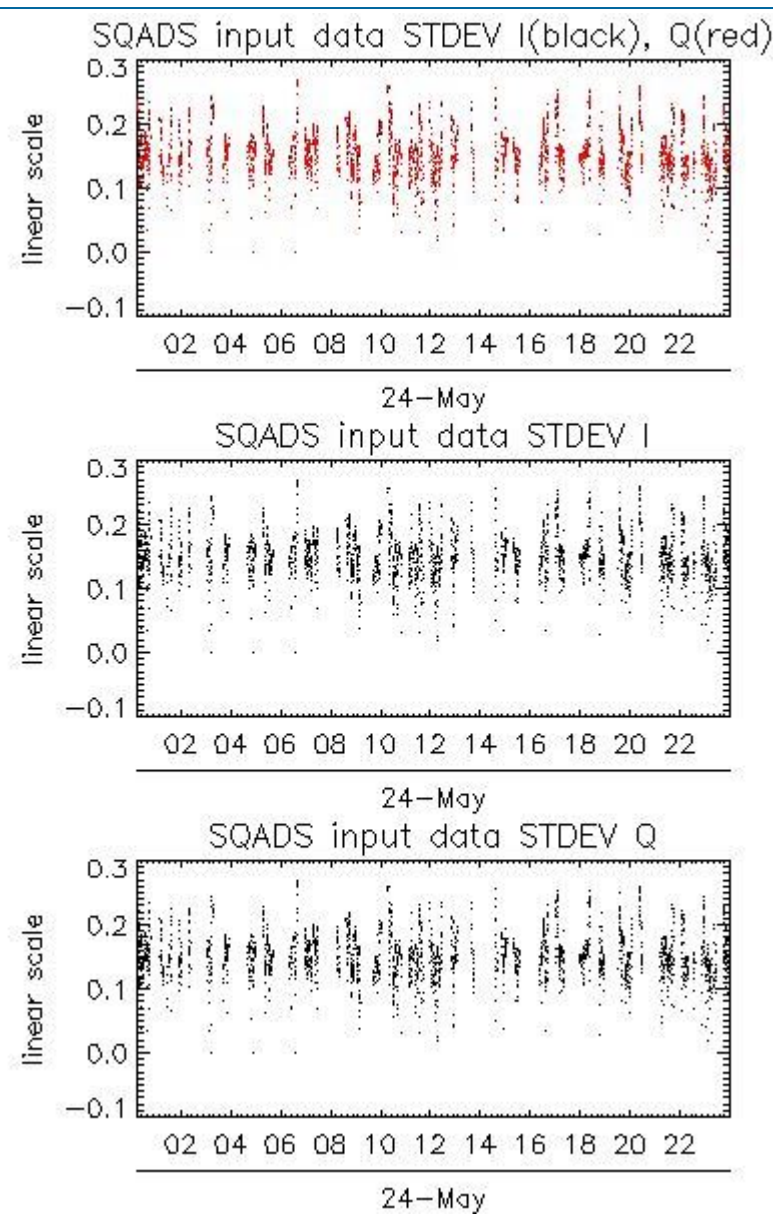 SQADS input data STDEV I(black), Q(red)
0.3
0.2
0.1
0.0
−0.1
linear scale
02 04 06 08 10 12 14 16 18 20 22
24−May
SQADS input data STDEV I
0.3
0.2
0.1
0.0
−0.1
linear scale
02 04 06 08 10 12 14 16 18 20 22
24−May
SQADS input data STDEV Q
0.3
0.2
0.1
0.0
−0.1
linear scale
02 04 06 08 10 12 14 16 18 20 22
24−May